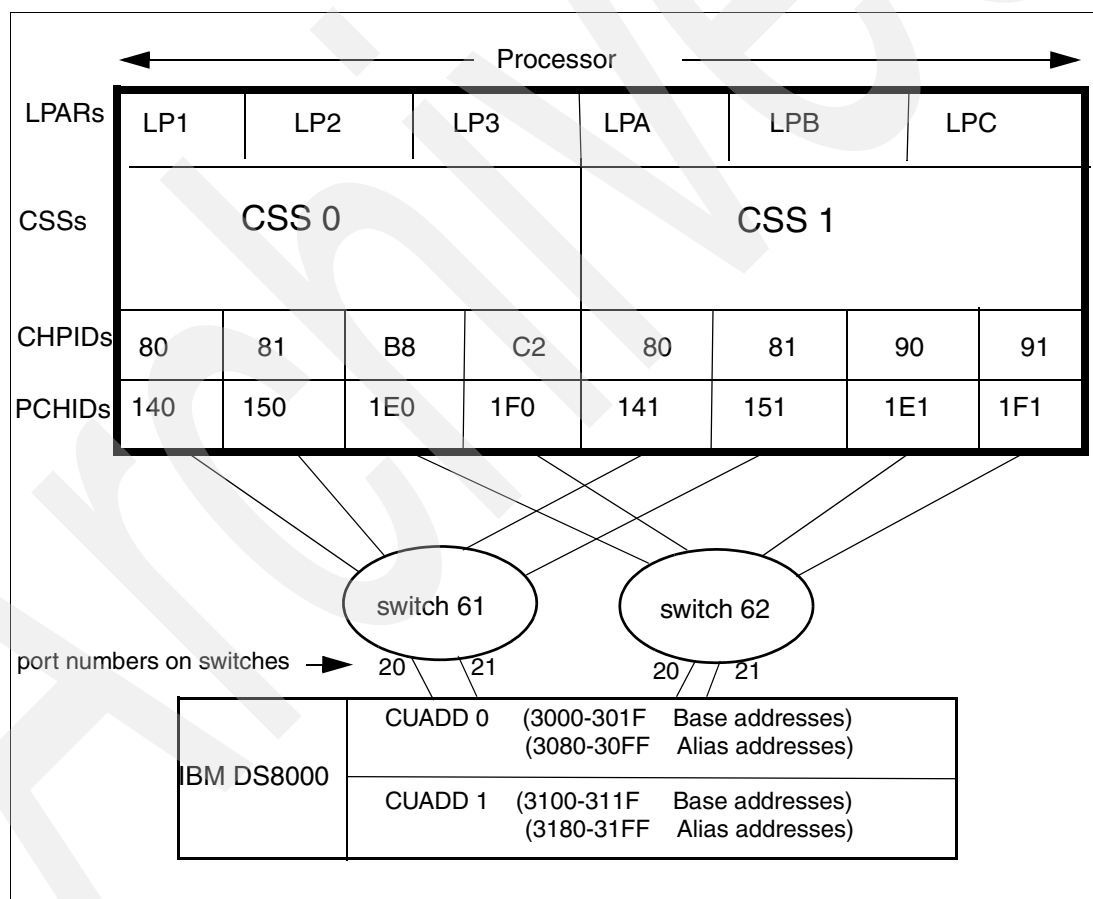 Processor
LPARs LP1 LP2 LP3 LPA LPB LPC
CSSs CSS 0 CSS 1
CHPIDs 80 81 B8 C2 80 81 90 91
PCHIDs 140 150 1E0 1F0 141 151 1E1 1F1
switch 61 switch 62
port numbers on switches 20 21 20 21
CUADD 0 (3000-301F Base addresses)
(3080-30FF Alias addresses)
IBM DS8000
CUADD 1 (3100-311F Base addresses)
(3180-31FF Alias addresses)